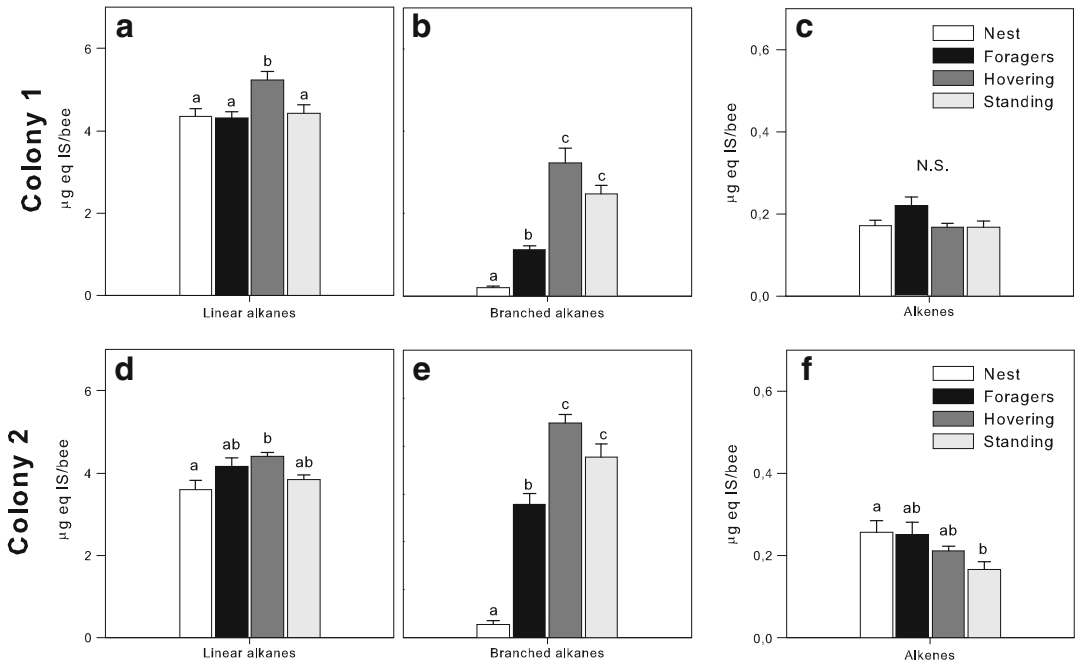 a
b
c
Nest
Foragers
Hovering
Standing
Colony 1
µg eq IS/bee
6
4
2
0
a
a
b
a
Linear alkanes
a
b
c
c
Branched alkanes
µg eq IS/bee
0,6
0,4
0,2
0,0
N.S.
Alkenes
d
e
f
Nest
Foragers
Hovering
Standing
Colony 2
µg eq IS/bee
6
4
2
0
a
ab
b
ab
Linear alkanes
a
b
c
c
Branched alkanes
µg eq IS/bee
0,6
0,4
0,2
0,0
a
ab
ab
b
Alkenes